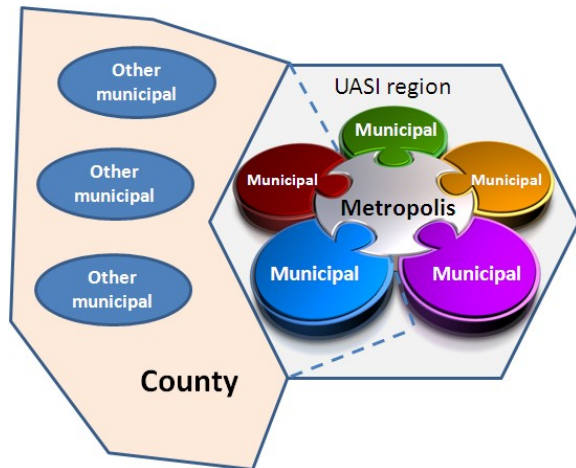 Other
municipal
UASI region
Municipal
Other
municipal
Municipal
Municipal
Metropolis
Other
municipal
Municipal
Municipal
County